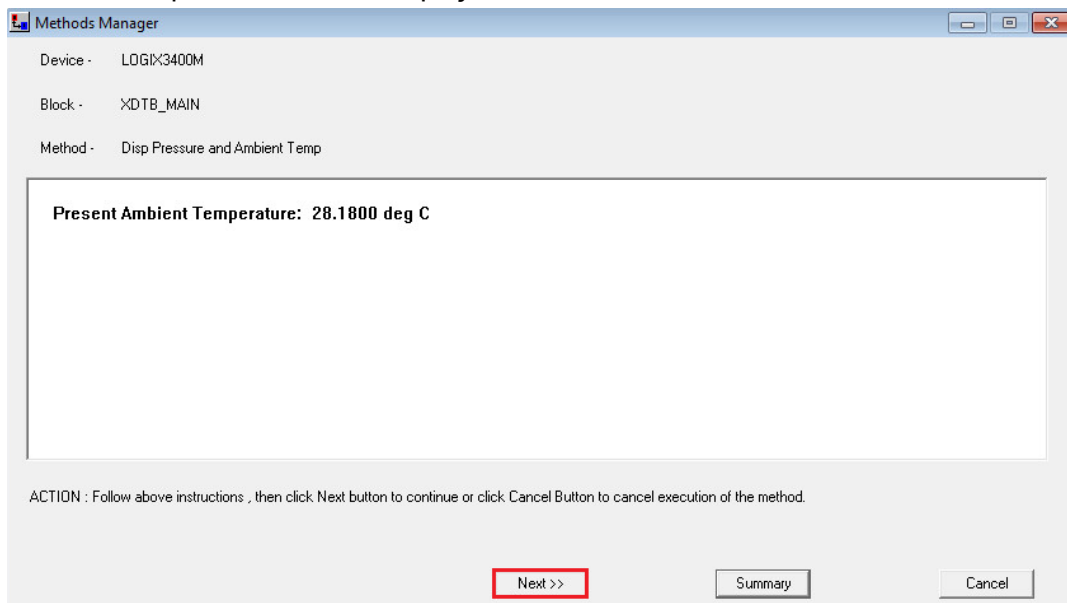 Methods Manager
Device - LOGIX3400M
Block - XDTB_MAIN
Method - Disp Pressure and Ambient Temp
Present Ambient Temperature: 28.1800 deg C
ACTION : Follow above instructions , then click Next button to continue or click Cancel Button to cancel execution of the method.
Next >> Summary Cancel